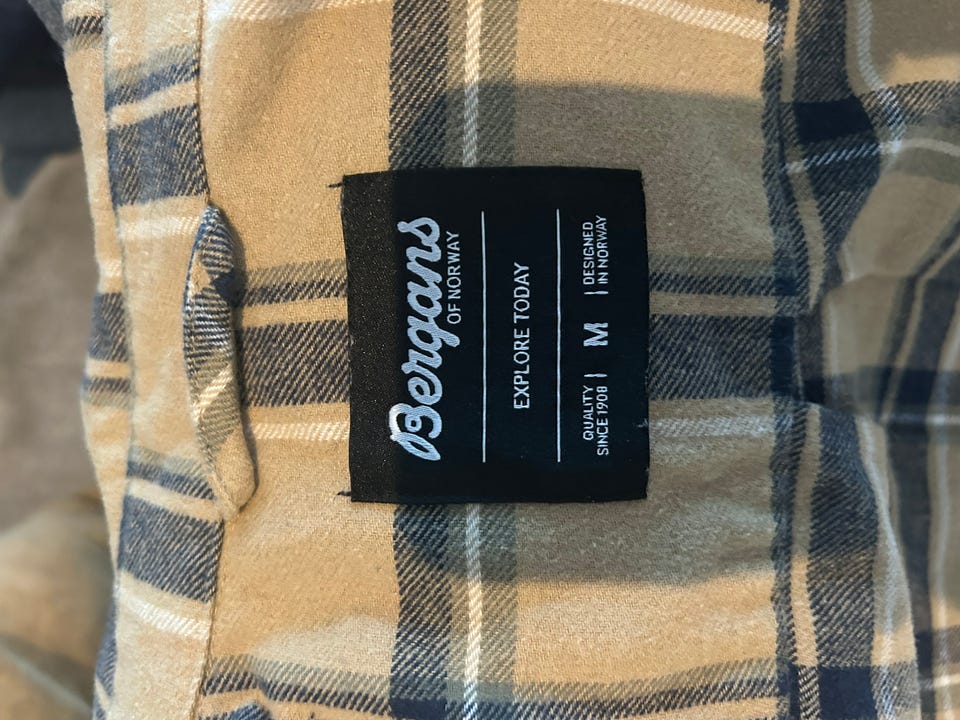 Bergans
OF NORWAY
EXPLORE TODAY
QUALITY
SINCE 1908
M
DESIGNED
IN NORWAY